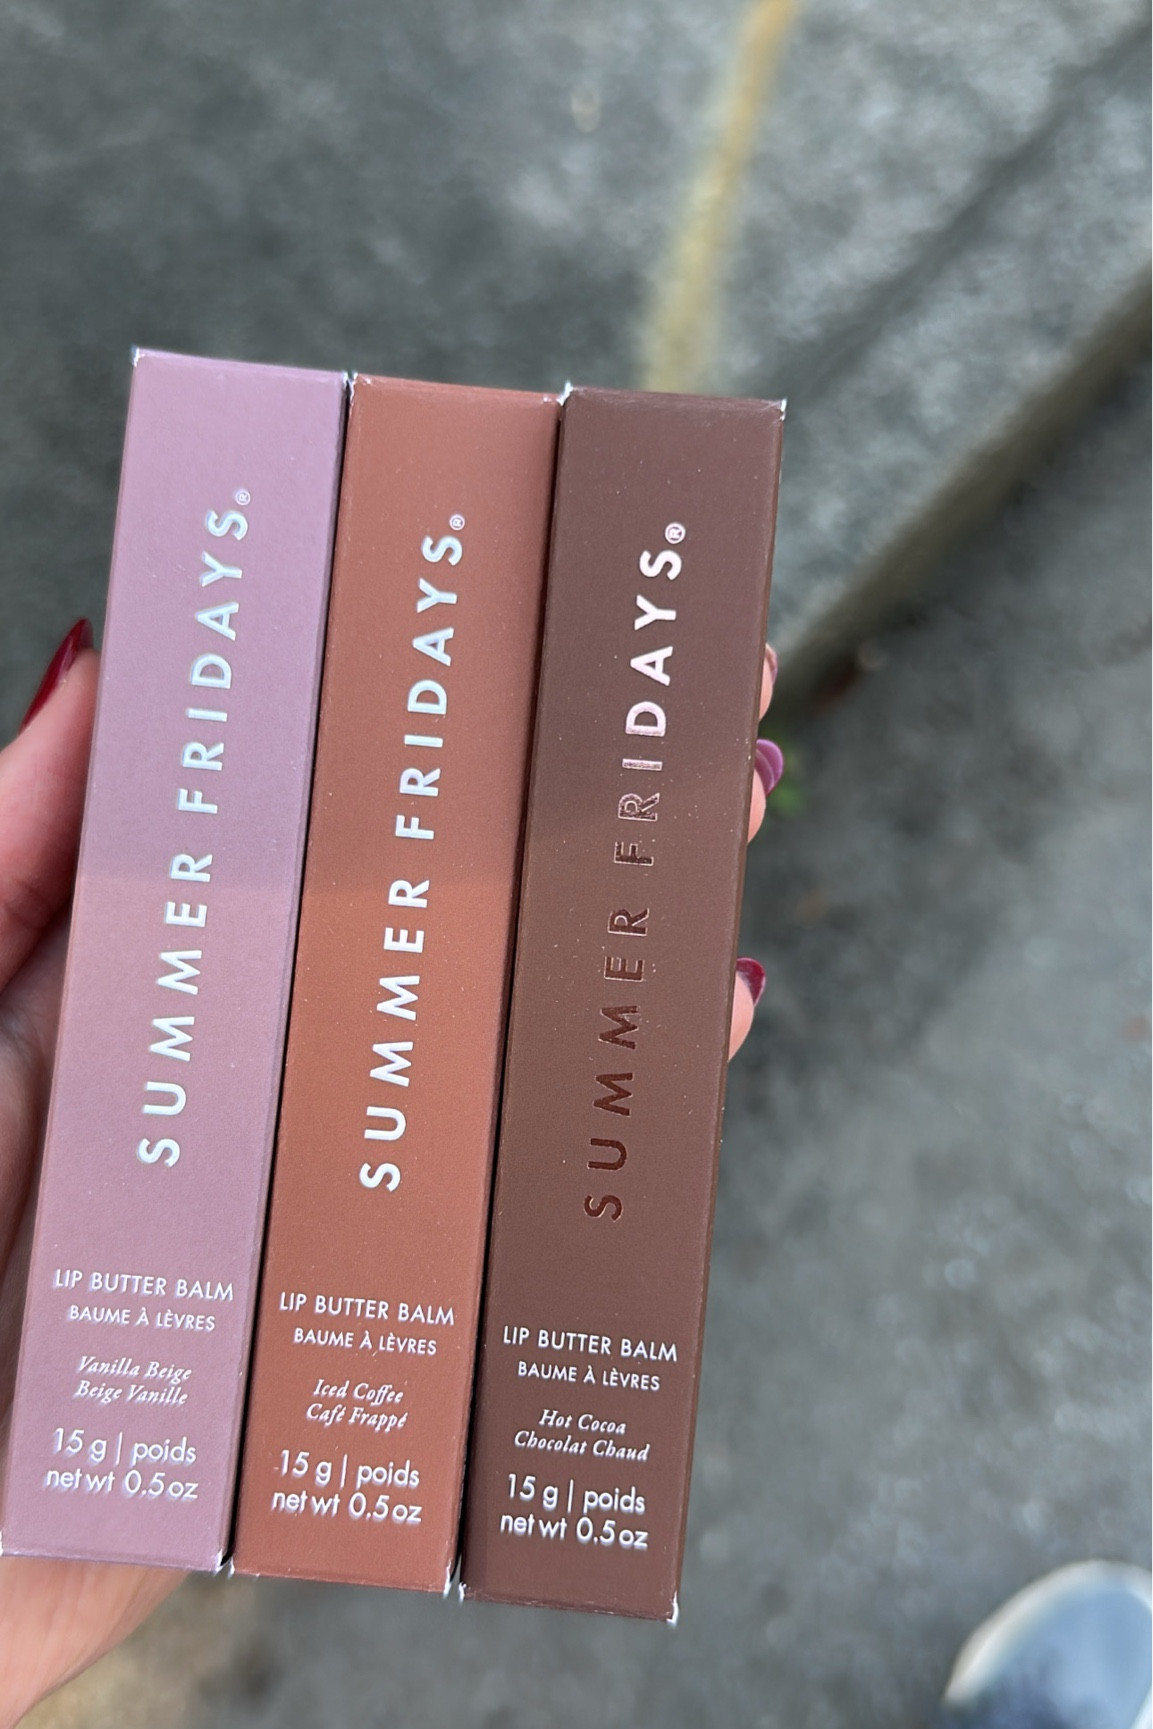 SUMMER FRIDAYS®
LIP BUTTER BALM
BAUME À LÈVRES
Vanilla Beige
Beige Vanille
15 g | poids
net wt 0.5 oz
SUMMER FRIDAYS®
LIP BUTTER BALM
BAUME À LÈVRES
Iced Coffee
Café Frappé
15 g | poids
net wt 0.5 oz
SUMMER FRIDAYS®
LIP BUTTER BALM
BAUME À LÈVRES
Hot Cocoa
Chocolat Chaud
15 g | poids
net wt 0.5 oz